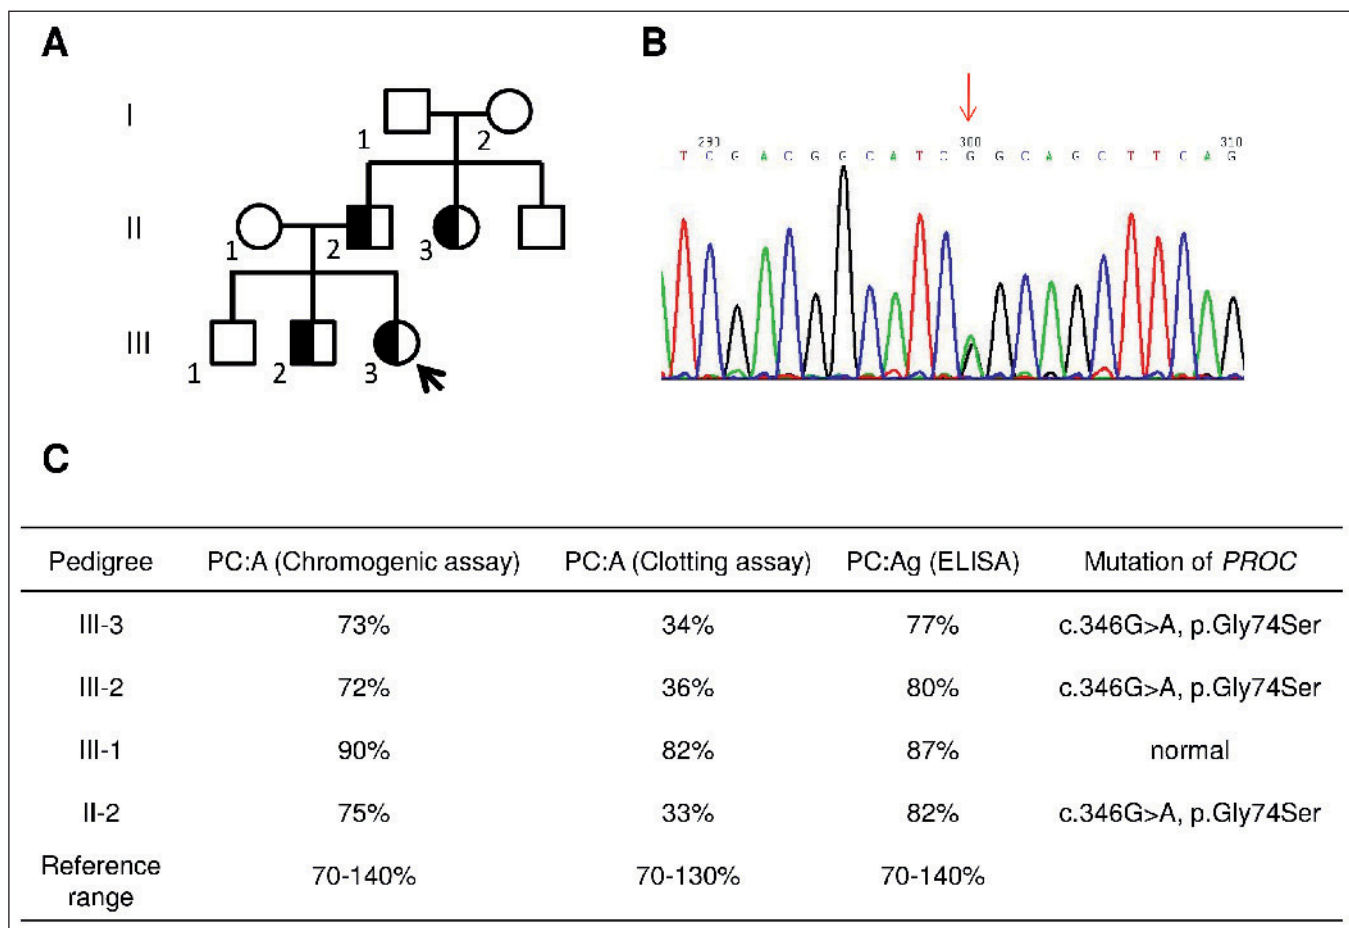 A
I
1
2
II
1
2
3
III
1
2
3
B
290
300
310
T C G A C G G C A T C G G C A G C T T C A G
C
Pedigree PC:A (Chromogenic assay) PC:A (Clotting assay) PC:Ag (ELISA) Mutation of PROC
III-3 73% 34% 77% c.346G>A, p.Gly74Ser
III-2 72% 36% 80% c.346G>A, p.Gly74Ser
III-1 90% 82% 87% normal
II-2 75% 33% 82% c.346G>A, p.Gly74Ser
Reference
range 70-140% 70-130% 70-140%